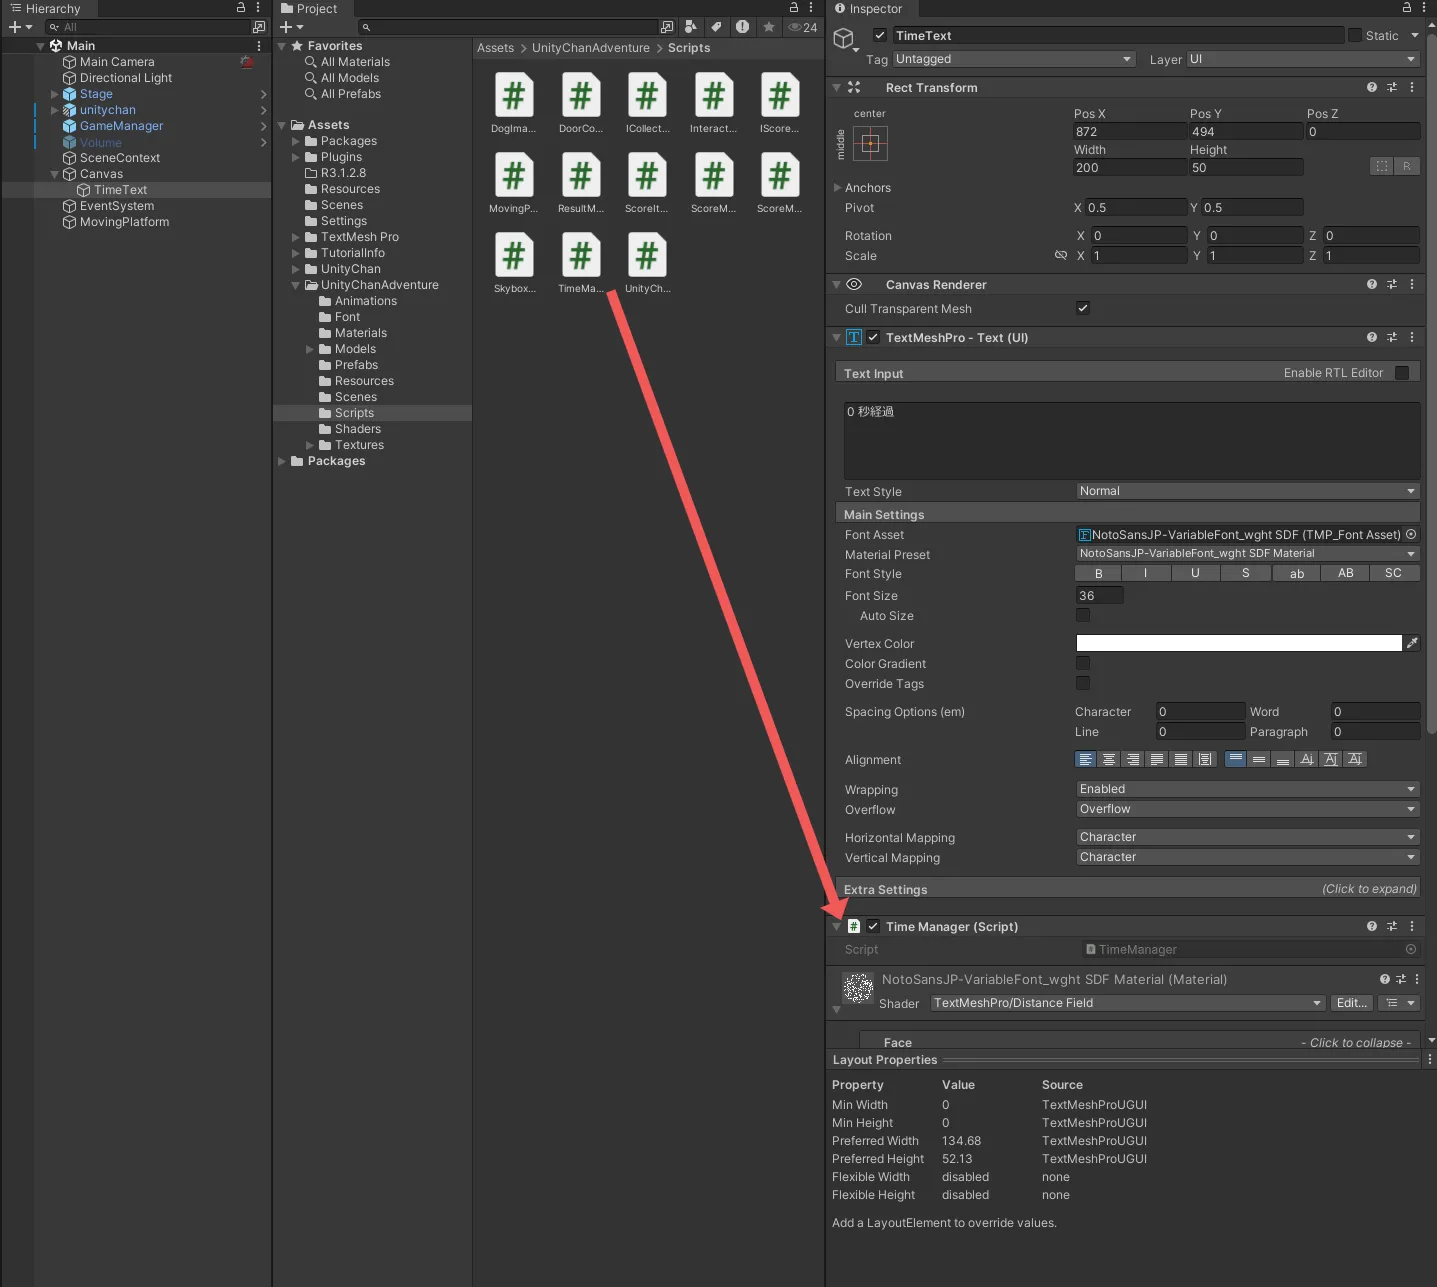 Hierarchy
All
Main
Main Camera
Directional Light
Stage
unitychan
GameManager
Volume
SceneContext
Canvas
TimeText
EventSystem
MovingPlatform
Project
24
Favorites
All Materials
All Models
All Prefabs
Assets
Packages
Plugins
R3.1.2.8
Resources
Scenes
Settings
TextMesh Pro
TutorialInfo
UnityChan
UnityChanAdventure
Animations
Font
Materials
Models
Prefabs
Resources
Scenes
Scripts
Shaders
Textures
Packages
Assets > UnityChanAdventure > Scripts
DogIma... DoorCo... ICollect... Interact... IScore...
MovingP... ResultM... ScoreIt... ScoreM... ScoreM...
Skybox... TimeMa... UnityCh...
Inspector
TimeText Static
Tag Untagged Layer UI
Rect Transform
center
middle
Pos X Pos Y Pos Z
872 494 0
Width Height
200 50
R
Anchors
Pivot X 0.5 Y 0.5
Rotation X 0 Y 0 Z 0
Scale X 1 Y 1 Z 1
Canvas Renderer
Cull Transparent Mesh
TextMeshPro - Text (UI)
Text Input Enable RTL Editor
0 秒経過
Text Style Normal
Main Settings
Font Asset NotoSansJP-VariableFont_wght SDF (TMP_Font Asset)
Material Preset NotoSansJP-VariableFont_wght SDF Material
Font Style B I U S ab AB SC
Font Size 36
Auto Size
Vertex Color
Color Gradient
Override Tags
Spacing Options (em) Character 0 Word 0
Line 0 Paragraph 0
Alignment
Wrapping Enabled
Overflow Overflow
Horizontal Mapping Character
Vertical Mapping Character
Extra Settings (Click to expand)
# Time Manager (Script)
Script TimeManager
NotoSansJP-VariableFont_wght SDF Material (Material)
Shader TextMeshPro/Distance Field Edit...
Face - Click to collapse -
Layout Properties
Property Value Source
Min Width 0 TextMeshProUGUI
Min Height 0 TextMeshProUGUI
Preferred Width 134.68 TextMeshProUGUI
Preferred Height 52.13 TextMeshProUGUI
Flexible Width disabled none
Flexible Height disabled none
Add a LayoutElement to override values.